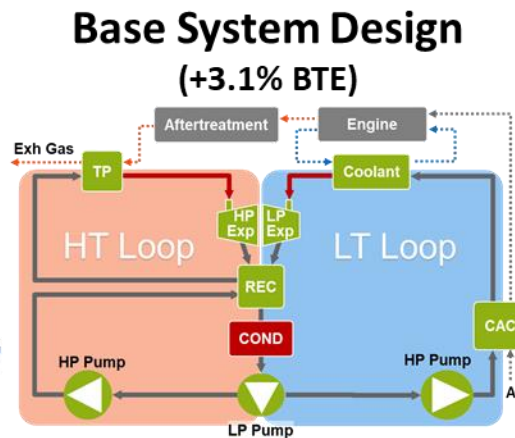 Base System Design
(+3.1% BTE)
Aftertreatment
Engine
Exh Gas
TP
Coolant
HP
Exp
LP
Exp
HT Loop
LT Loop
REC
CAC
COND
HP Pump
HP Pump
LP Pump